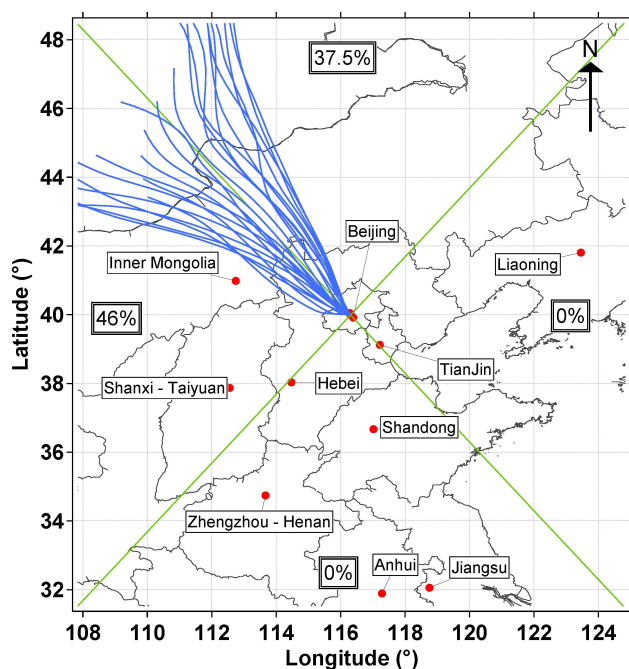 48
46
44
42
40
38
36
34
32
Latitude (°)
37.5%
N
Beijing
Inner Mongolia
Liaoning
46%
0%
TianJin
Shanxi - Taiyuan
Hebei
Shandong
Zhengzhou - Henan
0%
Anhui
Jiangsu
108 110 112 114 116 118 120 122 124
Longitude (°)